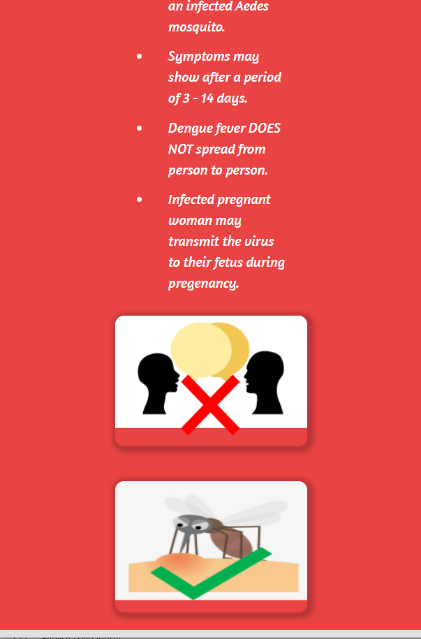 an infected Aedes
mosquito.
• Symptoms may
show after a period
of 3 - 14 days.
• Dengue fever DOES
NOT spread from
person to person.
• Infected pregnant
woman may
transmit the virus
to their fetus during
pregenancy.